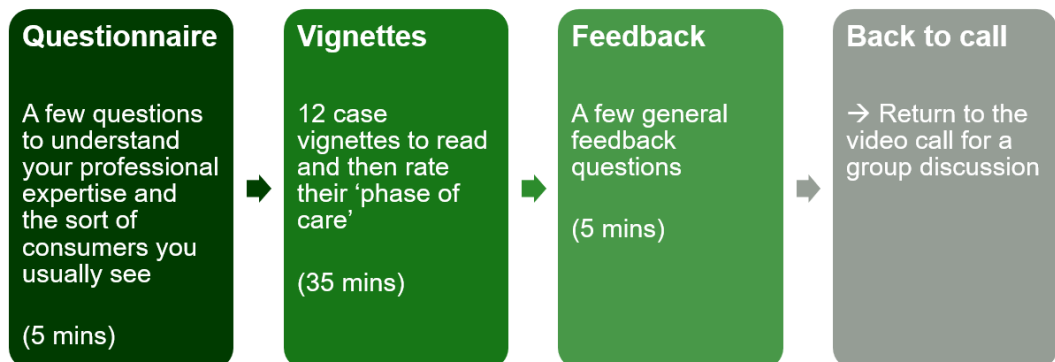 Questionnaire
A few questions
to understand
your professional
expertise and
the sort of
consumers you
usually see
(5 mins)
Vignettes
12 case
vignettes to read
and then rate
their ‘phase of
care’
(35 mins)
Feedback
A few general
feedback
questions
(5 mins)
Back to call
→ Return to the
video call for a
group discussion